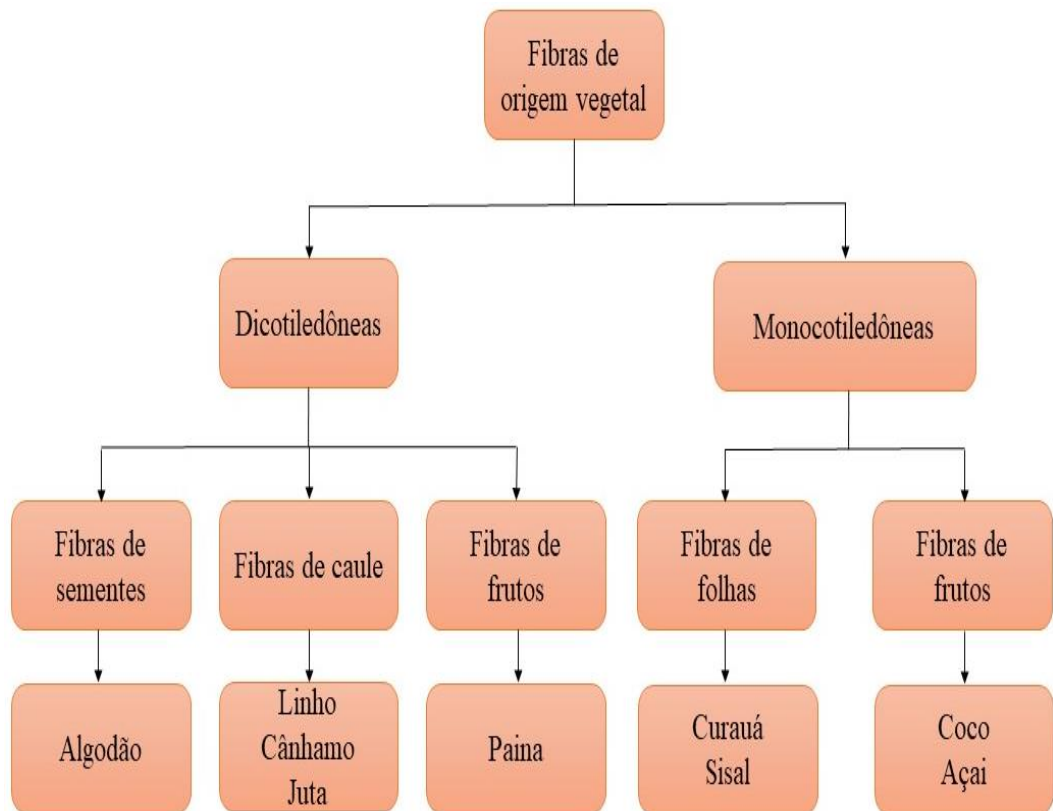 Fibras de
origem vegetal
Dicotiledôneas
Monocotiledôneas
Fibras de
sementes
Fibras de caule
Fibras de
frutos
Fibras de
folhas
Fibras de
frutos
Algodão
Linho
Cânhamo
Juta
Paina
Curauá
Sisal
Coco
Açai